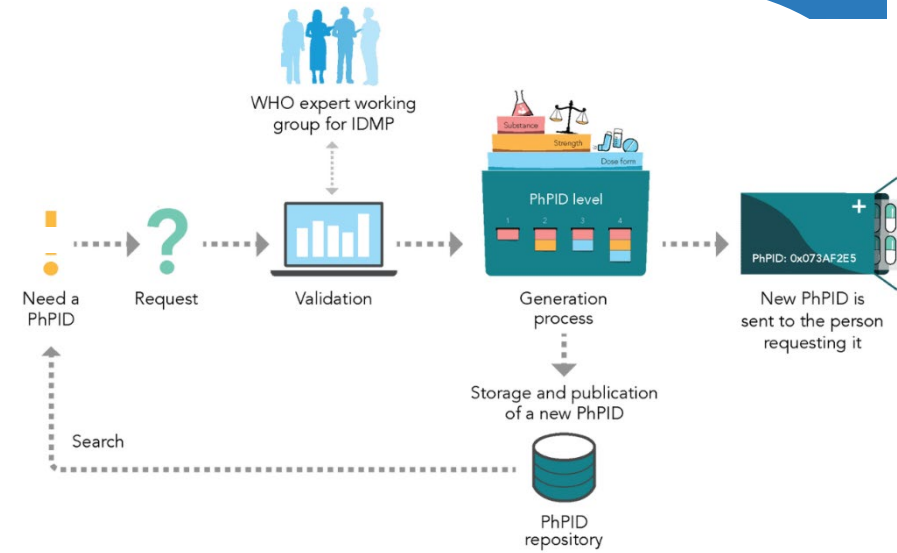 WHO expert working
group for IDMP
Substance
Strength
Dose form
PhPID level
1 2 3 4
+
PhPID: 0x073AF2E5
!
?
Need a
PhPID
Request
Validation
Generation
process
New PhPID is
sent to the person
requesting it
Storage and publication
of a new PhPID
Search
PhPID
repository